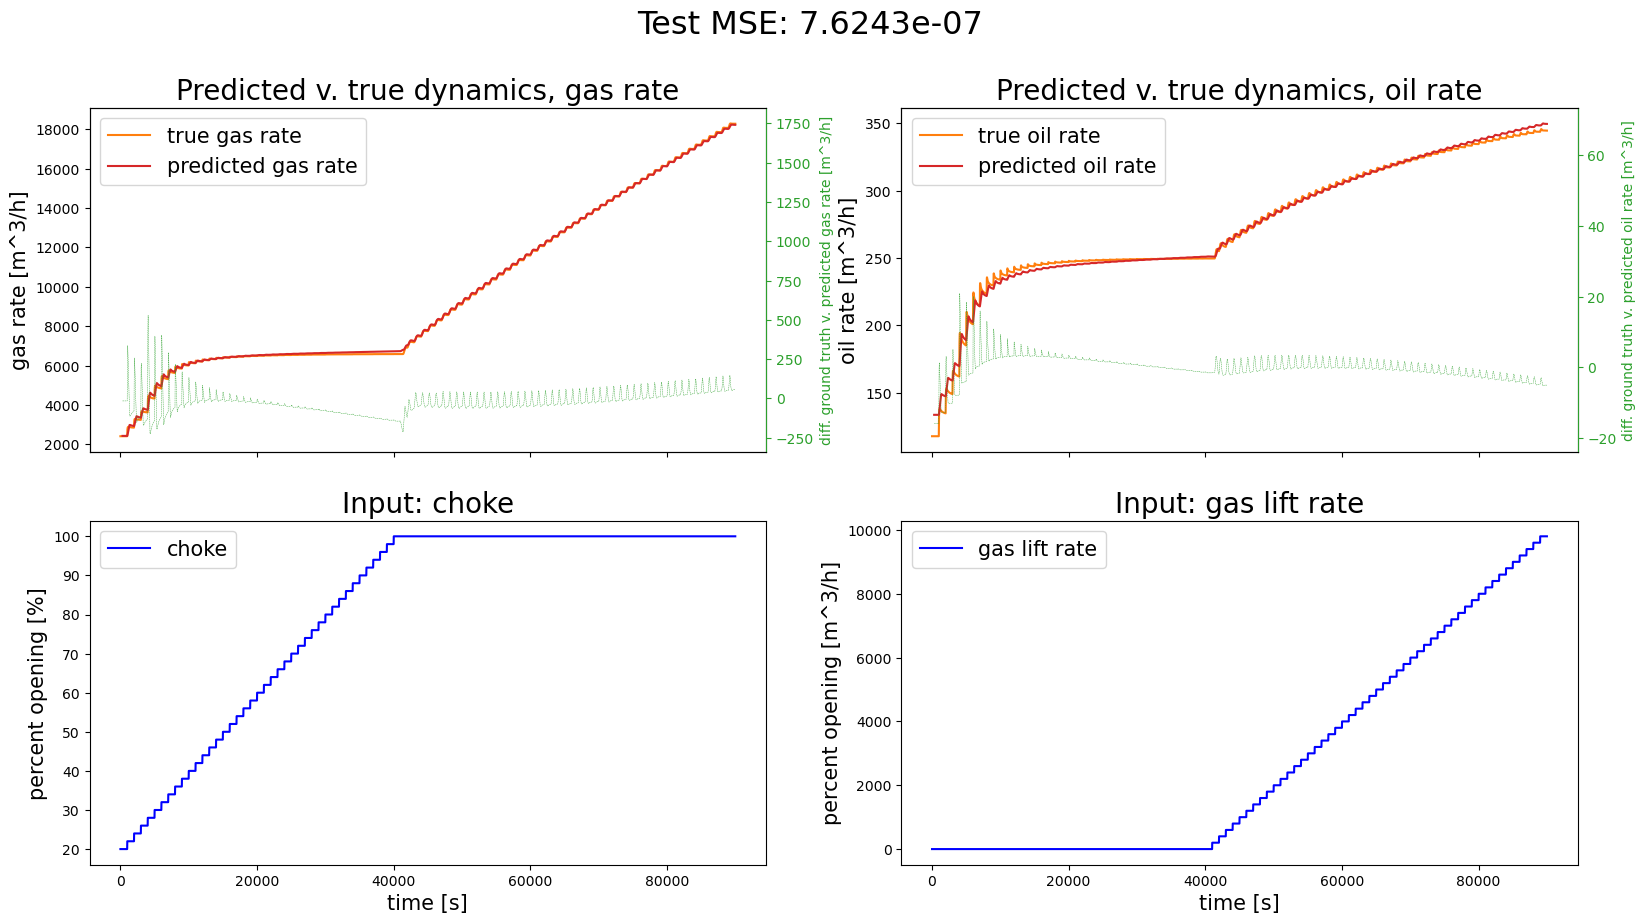 Test MSE: 7.6243e-07
Predicted v. true dynamics, gas rate
true gas rate
predicted gas rate
gas rate [m^3/h]
18000
16000
14000
12000
10000
8000
6000
4000
2000
1750
1500
1250
1000
750
500
250
0
−250
diff. ground truth v. predicted gas rate [m^3/h]
Predicted v. true dynamics, oil rate
true oil rate
predicted oil rate
oil rate [m^3/h]
350
300
250
200
150
60
40
20
0
−20
diff. ground truth v. predicted oil rate [m^3/h]
Input: choke
choke
percent opening [%]
100
90
80
70
60
50
40
30
20
0
20000
40000
60000
80000
time [s]
Input: gas lift rate
gas lift rate
percent opening [m^3/h]
10000
8000
6000
4000
2000
0
0
20000
40000
60000
80000
time [s]